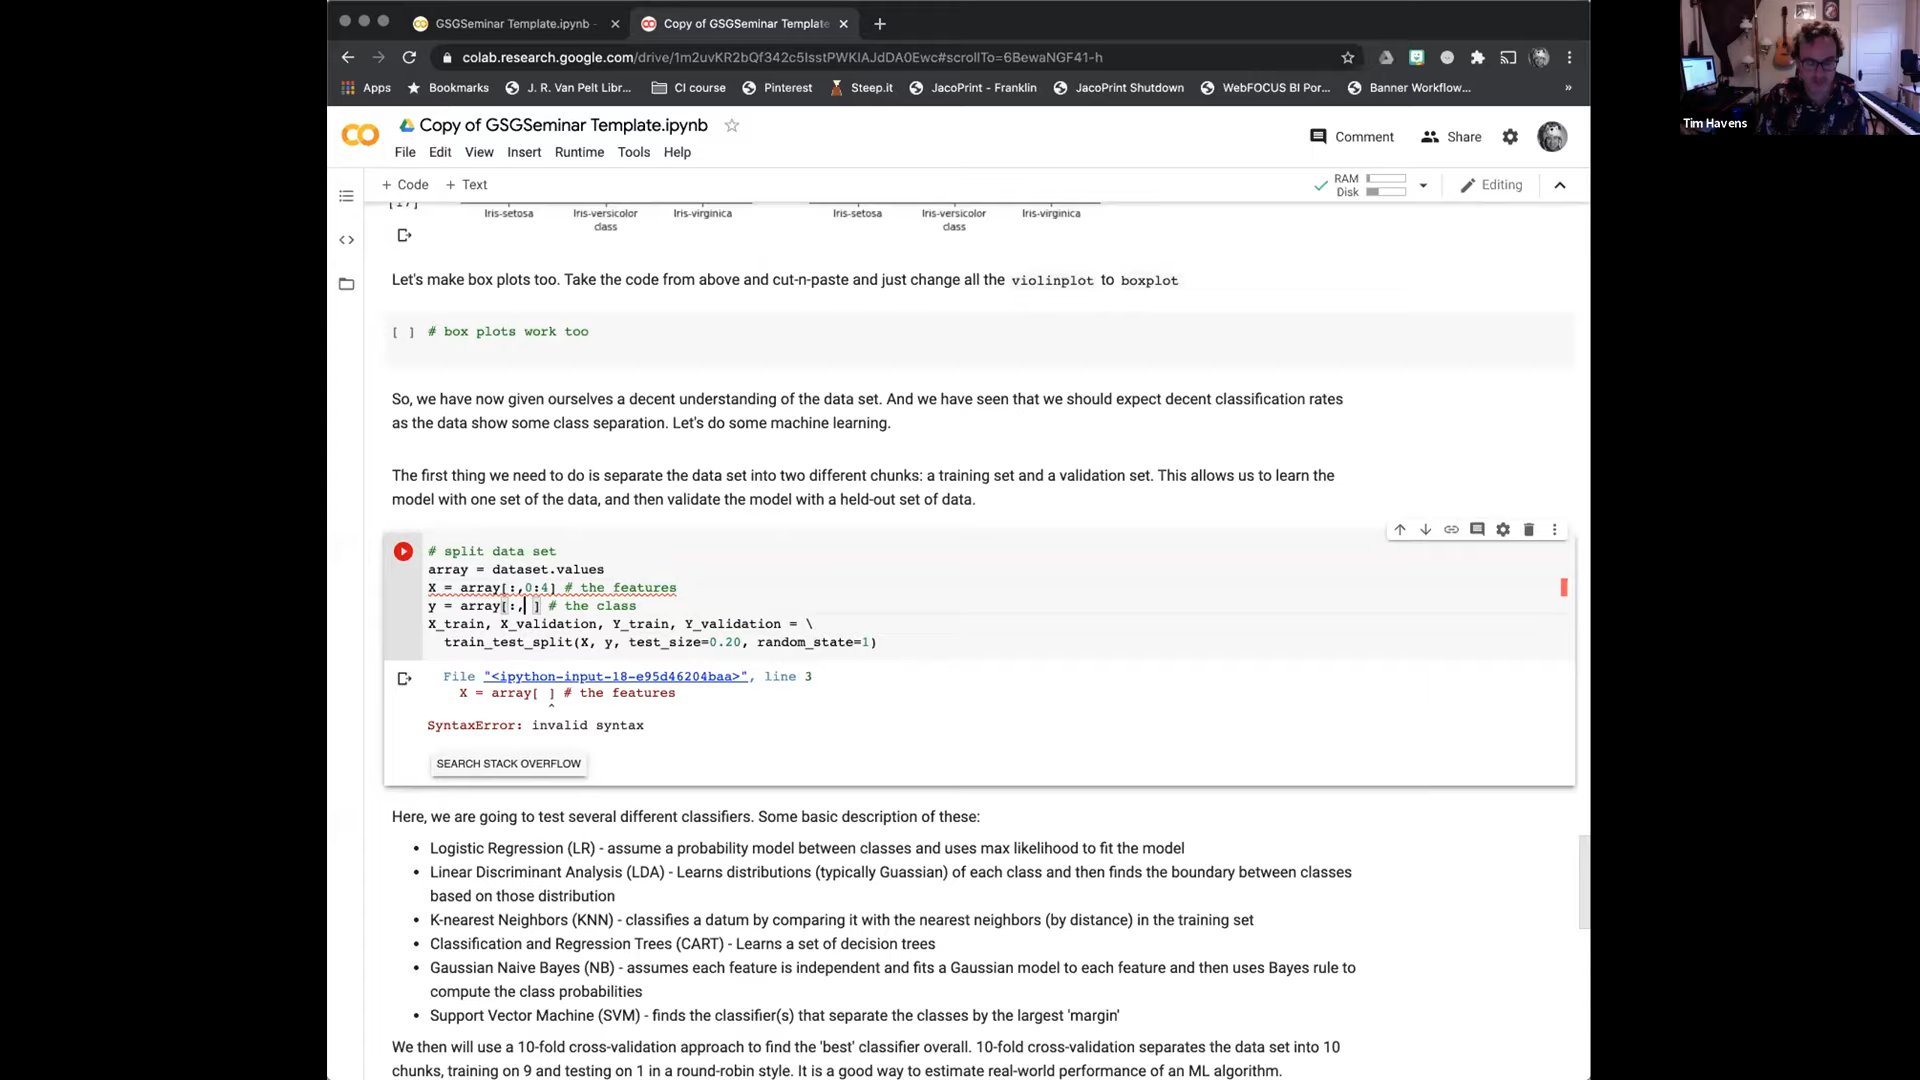 GSGSeminar Template.ipynb -
Copy of GSGSeminar Template
colab.research.google.com/drive/1m2uvKR2bQf342c5IsstPWKIAJdDA0Ewc#scrollTo=6BewaNGF41-h
Apps Bookmarks J. R. Van Pelt Libr... CI course Pinterest Steep.it JacoPrint - Franklin JacoPrint Shutdown WebFOCUS BI Por... Banner Workflow... »
Tim Havens
CO Copy of GSGSeminar Template.ipynb
Comment Share
File Edit View Insert Runtime Tools Help
+ Code + Text
RAM
Disk
Editing
[17]
Iris-setosa Iris-versicolor Iris-virginica Iris-setosa Iris-versicolor Iris-virginica
class class
Let's make box plots too. Take the code from above and cut-n-paste and just change all the violinplot to boxplot
[ ] # box plots work too
So, we have now given ourselves a decent understanding of the data set. And we have seen that we should expect decent classification rates
as the data show some class separation. Let's do some machine learning.
The first thing we need to do is separate the data set into two different chunks: a training set and a validation set. This allows us to learn the
model with one set of the data, and then validate the model with a held-out set of data.
# split data set
array = dataset.values
X = array[:,0:4] # the features
y = array[:, ] # the class
X_train, X_validation, Y_train, Y_validation = \
train_test_split(X, y, test_size=0.20, random_state=1)
File "<ipython-input-18-e95d46204baa>", line 3
X = array[ ] # the features
^
SyntaxError: invalid syntax
SEARCH STACK OVERFLOW
Here, we are going to test several different classifiers. Some basic description of these:
• Logistic Regression (LR) - assume a probability model between classes and uses max likelihood to fit the model
• Linear Discriminant Analysis (LDA) - Learns distributions (typically Guassian) of each class and then finds the boundary between classes
based on those distribution
• K-nearest Neighbors (KNN) - classifies a datum by comparing it with the nearest neighbors (by distance) in the training set
• Classification and Regression Trees (CART) - Learns a set of decision trees
• Gaussian Naive Bayes (NB) - assumes each feature is independent and fits a Gaussian model to each feature and then uses Bayes rule to
compute the class probabilities
• Support Vector Machine (SVM) - finds the classifier(s) that separate the classes by the largest 'margin'
We then will use a 10-fold cross-validation approach to find the 'best' classifier overall. 10-fold cross-validation separates the data set into 10
chunks, training on 9 and testing on 1 in a round-robin style. It is a good way to estimate real-world performance of an ML algorithm.